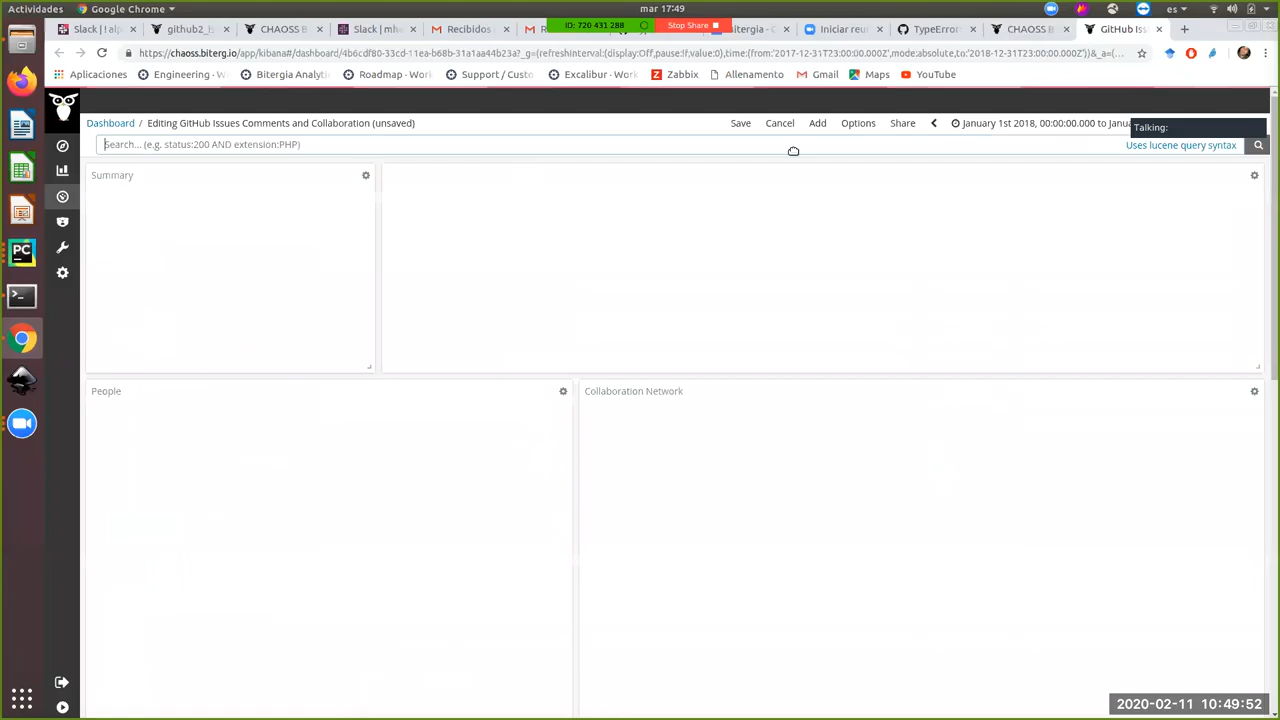 Actividades
Google Chrome
mar 17:49
es
ID: 720 431 288
Stop Share
Slack | H
github2_i
CHAOSS B
Slack | m
Recibidos
Iniciar reu
TypeError
CHAOSS B
GitHub Iss
https://chaoss.biterg.io/app/kibana#/dashboard/4b6cdf80-33cd-11ea-b68b-31a1aa44b23b?_g=(refreshInterval:(display:Off,pause:!f,value:0),time:(from:'2017-12-31T23:00:00.000Z',mode:absolute,to:'2018-12-31T23:00:00.000Z'))&_a=(...
Aplicaciones
Engineering - W
Bitergia Analyti
Roadmap - Work
Support / Custo
Excalibur - Work
Zabbix
Allenamento
Gmail
Maps
YouTube
Dashboard / Editing GitHub Issues Comments and Collaboration (unsaved)
Save
Cancel
Add
Options
Share
January 1st 2018, 00:00:00.000 to Janua
Talking:
Search... (e.g. status:200 AND extension:PHP)
Uses lucene query syntax
Summary
People
Collaboration Network
PC
2020-02-11 10:49:52